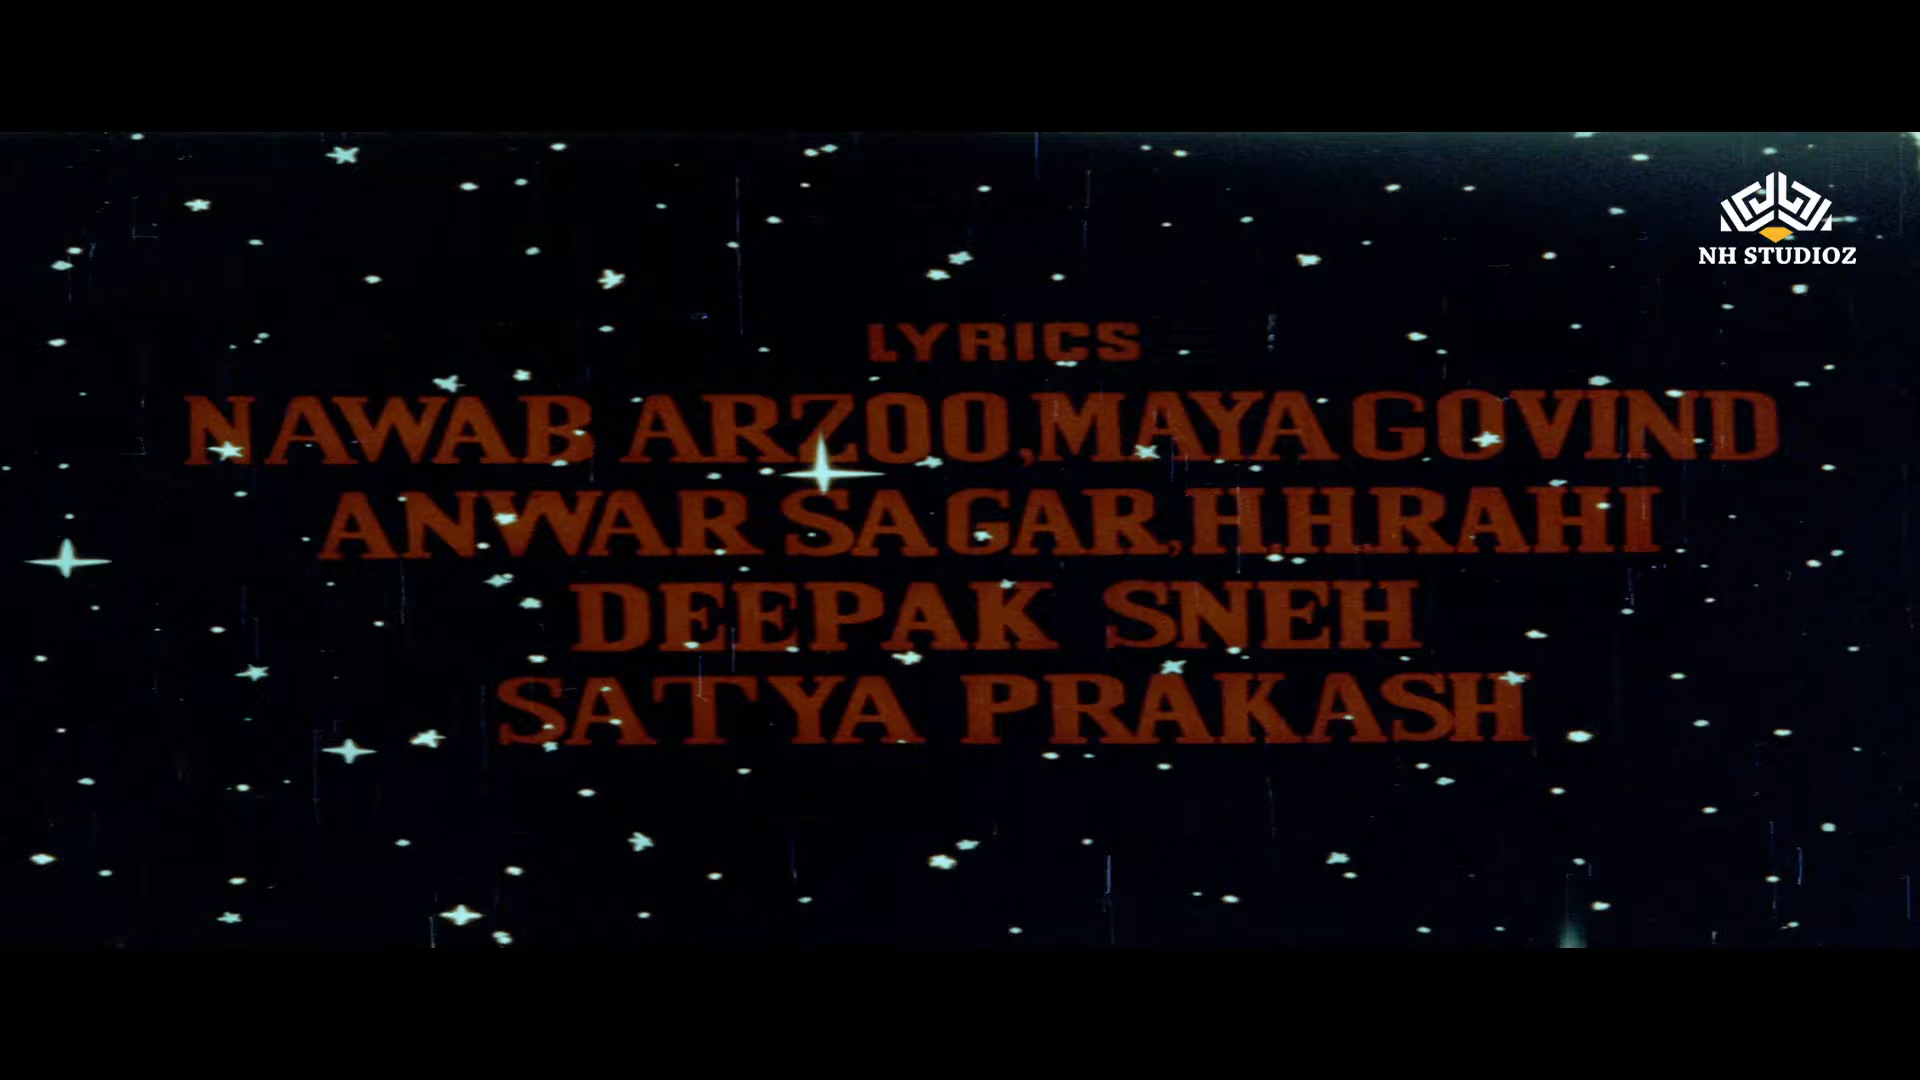 LYRICS
NAWAB ARZOO, MAYA GOVIND
ANWAR SAGAR, H.H.RAHI
DEEPAK SNEH
SATYA PRAKASH
NH STUDIOZ